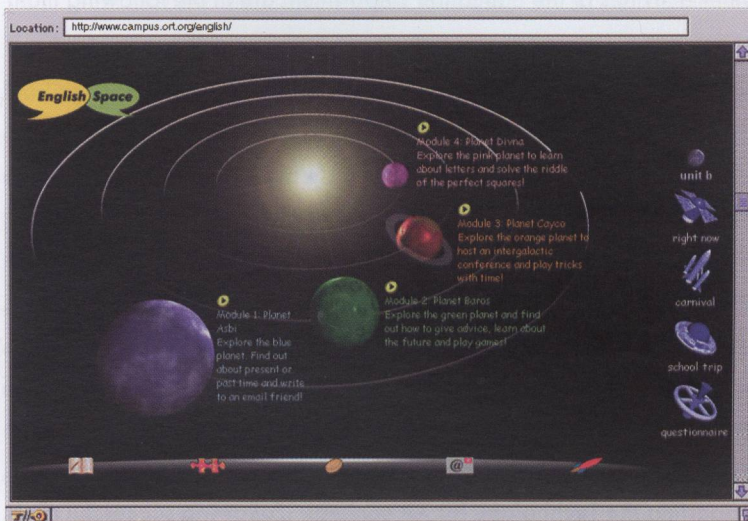 Location: http://www.campus.ort.org/english/
English Space
Module 4: Planet Divna
Explore the pink planet to learn
about letters and solve the riddle
of the perfect squares!
Module 3: Planet Cayco
Explore the orange planet to
host an intergalactic
conference and play tricks
with time!
Module 2: Planet Baros
Explore the green planet and find
out how to give advice, learn about
the future and play games!
Module 1: Planet
Asbi
Explore the blue
planet. Find out
about present or
past time and write
to an email friend!
unit b
right now
carnival
school trip
questionnaire
@